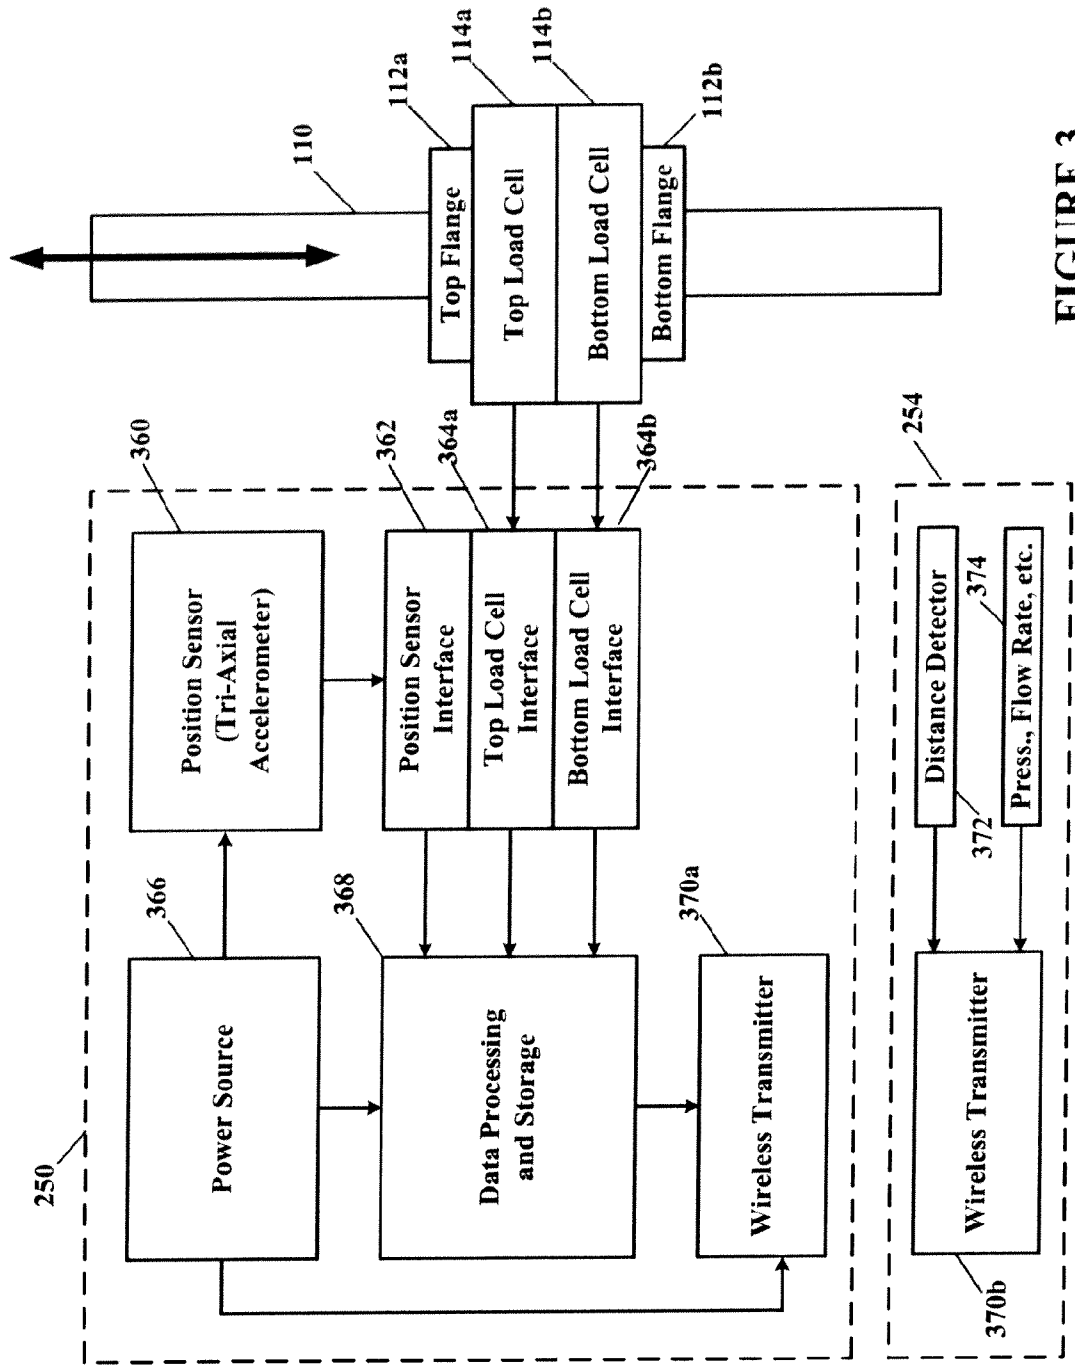 250
366
360
110
Power Source
Position Sensor
(Tri-Axial
Accelerometer)
368
362
112a
364a
114a
364b
114b
112b
Data Processing
and Storage
Position Sensor
Interface
Top Load Cell
Interface
Bottom Load Cell
Interface
Top Flange
Top Load Cell
Bottom Load Cell
Bottom Flange
370a
Wireless Transmitter
254
Distance Detector
372
374
Press., Flow Rate, etc.
Wireless Transmitter
370b
FIGURE 3